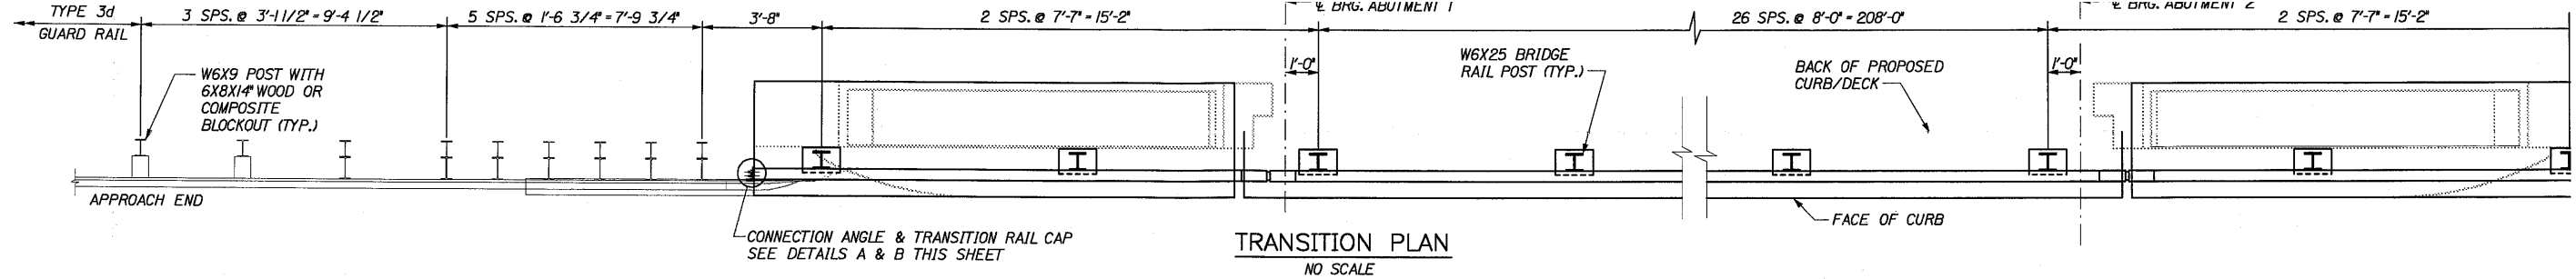 TYPE 3d
GUARD RAIL
3 SPS. @ 3'-1 1/2" = 9'-4 1/2"
5 SPS. @ 1'-6 3/4" = 7'-9 3/4"
3'-8"
2 SPS. @ 7'-7" = 15'-2"
℄ BRG. ABUTMENT 1
26 SPS. @ 8'-0" = 208'-0"
℄ BRG. ABUTMENT 2
2 SPS. @ 7'-7" = 15'-2"
W6X9 POST WITH
6X8X14" WOOD OR
COMPOSITE
BLOCKOUT (TYP.)
1'-0"
W6X25 BRIDGE
RAIL POST (TYP.)
BACK OF PROPOSED
CURB/DECK
1'-0"
APPROACH END
CONNECTION ANGLE & TRANSITION RAIL CAP
SEE DETAILS A & B THIS SHEET
FACE OF CURB
TRANSITION PLAN
NO SCALE